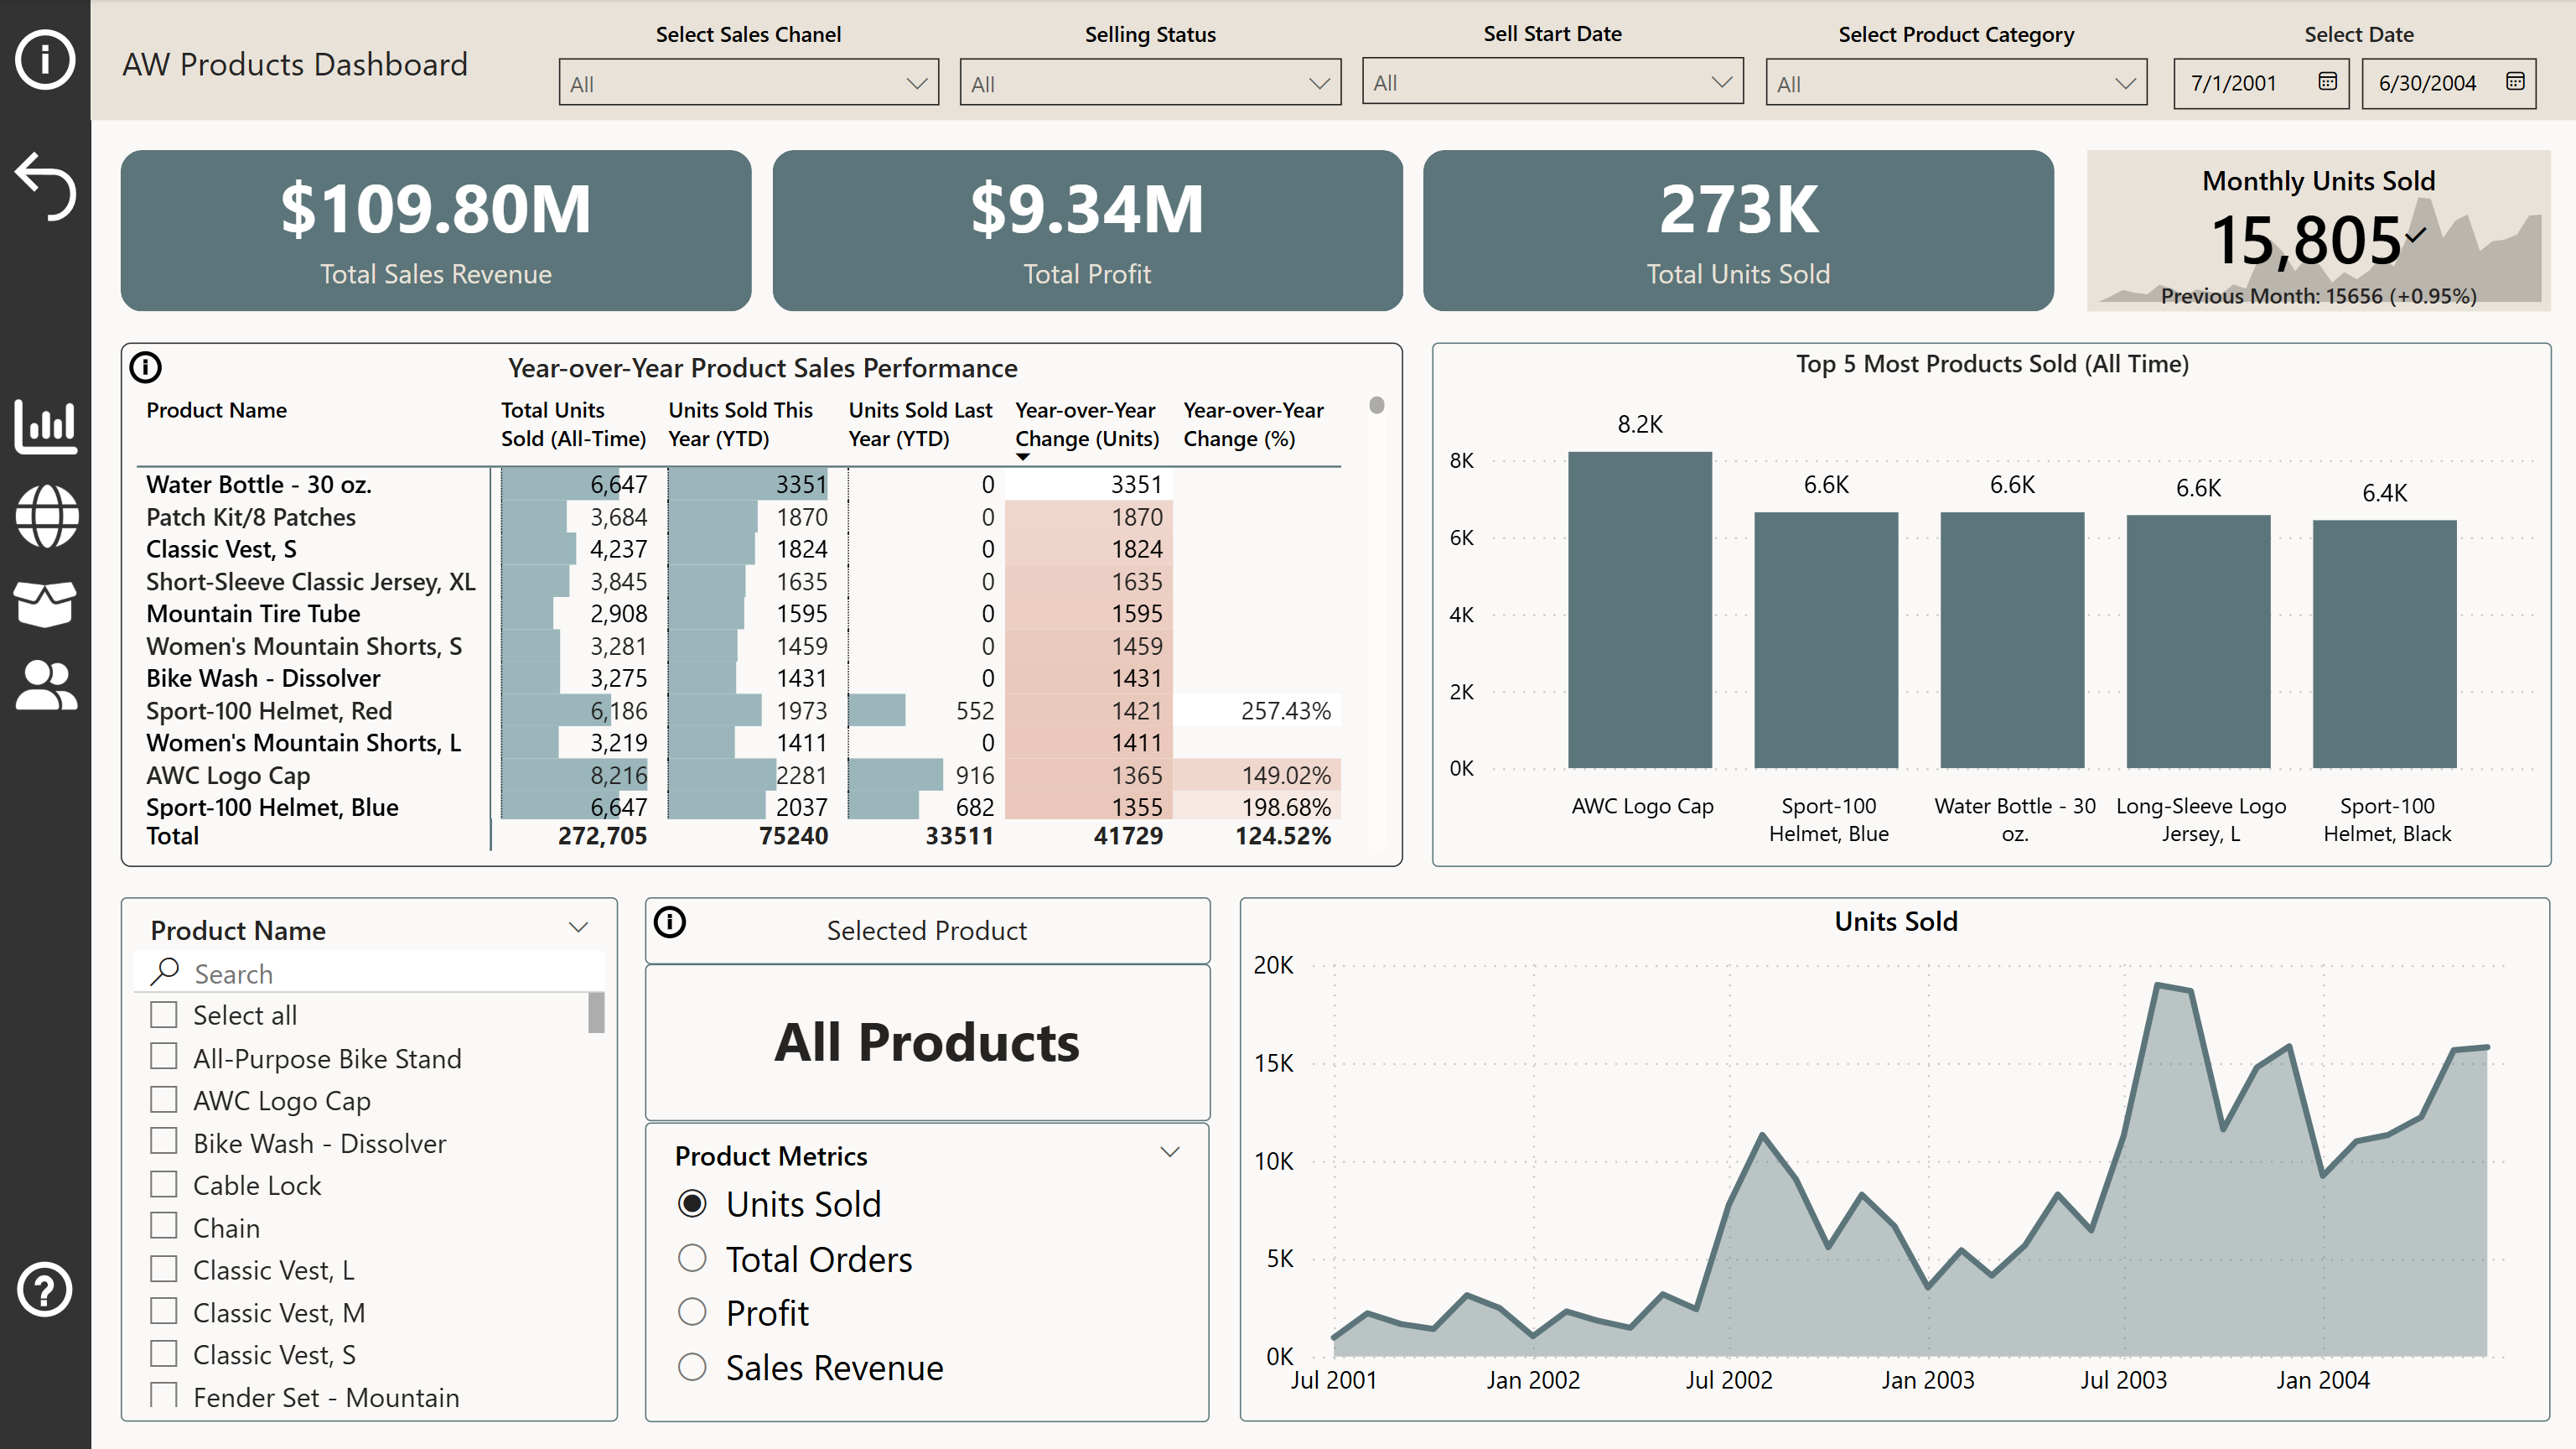 AW Products Dashboard
Select Sales Chanel
All
Selling Status
All
Sell Start Date
All
Select Product Category
All
Select Date
7/1/2001
6/30/2004
$109.80M
Total Sales Revenue
$9.34M
Total Profit
273K
Total Units Sold
Monthly Units Sold
15,805
Previous Month: 15656 (+0.95%)
Year-over-Year Product Sales Performance
Product Name
Total Units Sold (All-Time)
Units Sold This Year (YTD)
Units Sold Last Year (YTD)
Year-over-Year Change (Units)
Year-over-Year Change (%)
Water Bottle - 30 oz. 6,647 3351 0 3351
Patch Kit/8 Patches 3,684 1870 0 1870
Classic Vest, S 4,237 1824 0 1824
Short-Sleeve Classic Jersey, XL 3,845 1635 0 1635
Mountain Tire Tube 2,908 1595 0 1595
Women's Mountain Shorts, S 3,281 1459 0 1459
Bike Wash - Dissolver 3,275 1431 0 1431
Sport-100 Helmet, Red 6,186 1973 552 1421 257.43%
Women's Mountain Shorts, L 3,219 1411 0 1411
AWC Logo Cap 8,216 2281 916 1365 149.02%
Sport-100 Helmet, Blue 6,647 2037 682 1355 198.68%
Total 272,705 75240 33511 41729 124.52%
Top 5 Most Products Sold (All Time)
8K
6K
4K
2K
0K
8.2K
6.6K
6.6K
6.6K
6.4K
AWC Logo Cap
Sport-100 Helmet, Blue
Water Bottle - 30 oz.
Long-Sleeve Logo Jersey, L
Sport-100 Helmet, Black
Product Name
Search
Select all
All-Purpose Bike Stand
AWC Logo Cap
Bike Wash - Dissolver
Cable Lock
Chain
Classic Vest, L
Classic Vest, M
Classic Vest, S
Fender Set - Mountain
Selected Product
All Products
Product Metrics
Units Sold
Total Orders
Profit
Sales Revenue
Units Sold
20K
15K
10K
5K
0K
Jul 2001
Jan 2002
Jul 2002
Jan 2003
Jul 2003
Jan 2004